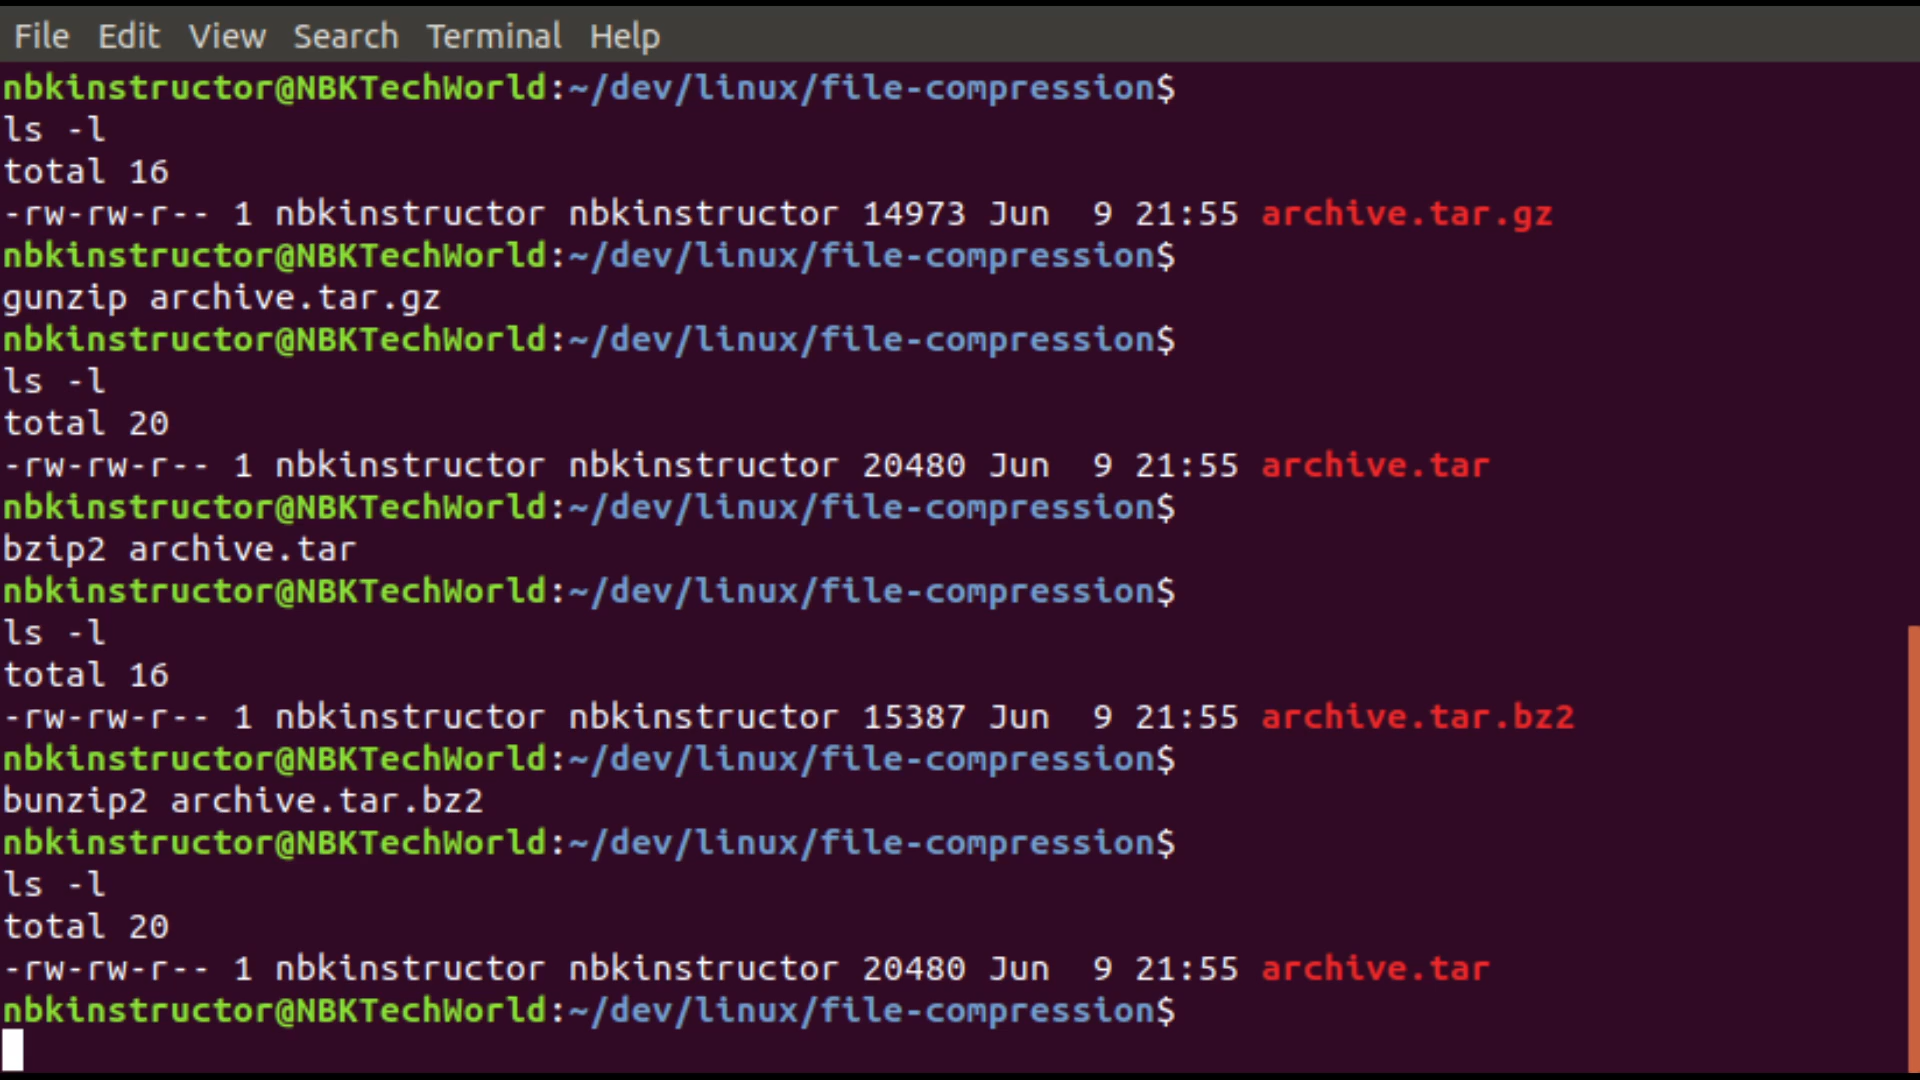 File Edit View Search Terminal Help
nbkinstructor@NBKTechWorld:~/dev/linux/file-compression$
ls -l
total 16
-rw-rw-r-- 1 nbkinstructor nbkinstructor 14973 Jun  9 21:55 archive.tar.gz
nbkinstructor@NBKTechWorld:~/dev/linux/file-compression$
gunzip archive.tar.gz
nbkinstructor@NBKTechWorld:~/dev/linux/file-compression$
ls -l
total 20
-rw-rw-r-- 1 nbkinstructor nbkinstructor 20480 Jun  9 21:55 archive.tar
nbkinstructor@NBKTechWorld:~/dev/linux/file-compression$
bzip2 archive.tar
nbkinstructor@NBKTechWorld:~/dev/linux/file-compression$
ls -l
total 16
-rw-rw-r-- 1 nbkinstructor nbkinstructor 15387 Jun  9 21:55 archive.tar.bz2
nbkinstructor@NBKTechWorld:~/dev/linux/file-compression$
bunzip2 archive.tar.bz2
nbkinstructor@NBKTechWorld:~/dev/linux/file-compression$
ls -l
total 20
-rw-rw-r-- 1 nbkinstructor nbkinstructor 20480 Jun  9 21:55 archive.tar
nbkinstructor@NBKTechWorld:~/dev/linux/file-compression$